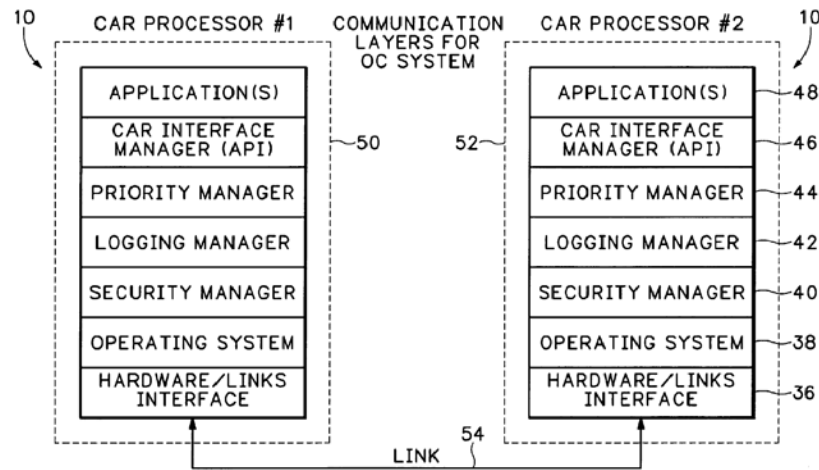 10
CAR PROCESSOR #1
COMMUNICATION
LAYERS FOR
OC SYSTEM
CAR PROCESSOR #2
10
APPLICATION(S)
CAR INTERFACE
MANAGER (API)
PRIORITY MANAGER
LOGGING MANAGER
SECURITY MANAGER
OPERATING SYSTEM
HARDWARE/LINKS
INTERFACE
50
52
APPLICATION(S)
48
CAR INTERFACE
MANAGER (API)
46
PRIORITY MANAGER
44
LOGGING MANAGER
42
SECURITY MANAGER
40
OPERATING SYSTEM
38
HARDWARE/LINKS
INTERFACE
36
LINK
54